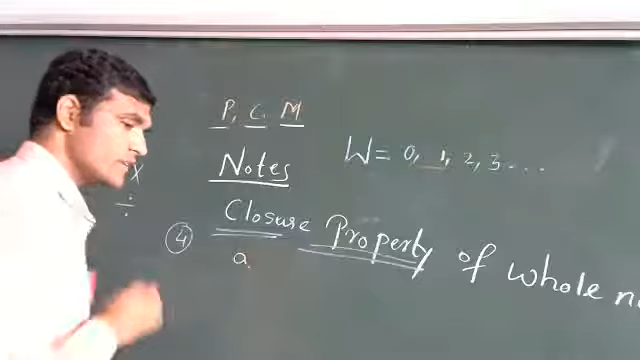 P, C, M
Notes
W = 0, 1, 2, 3...
x
÷
④ Closure Property of whole
a.